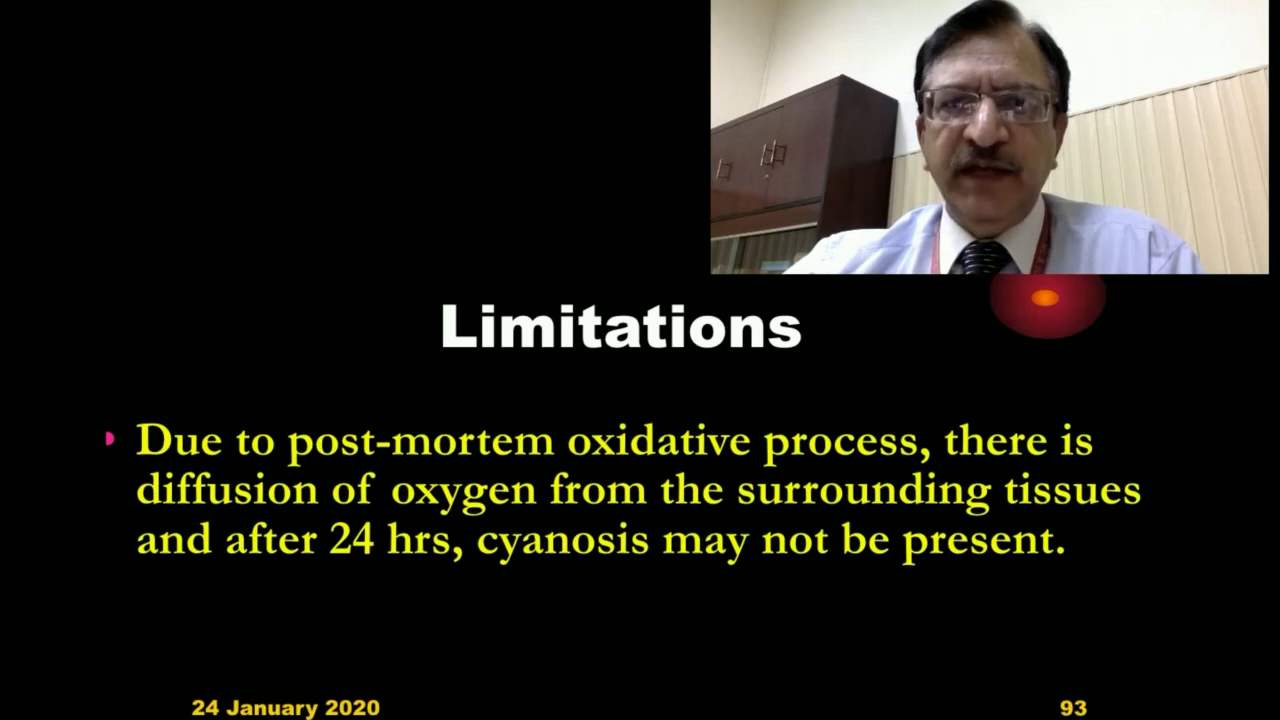 Limitations
Due to post-mortem oxidative process, there is
diffusion of oxygen from the surrounding tissues
and after 24 hrs, cyanosis may not be present.
24 January 2020
93